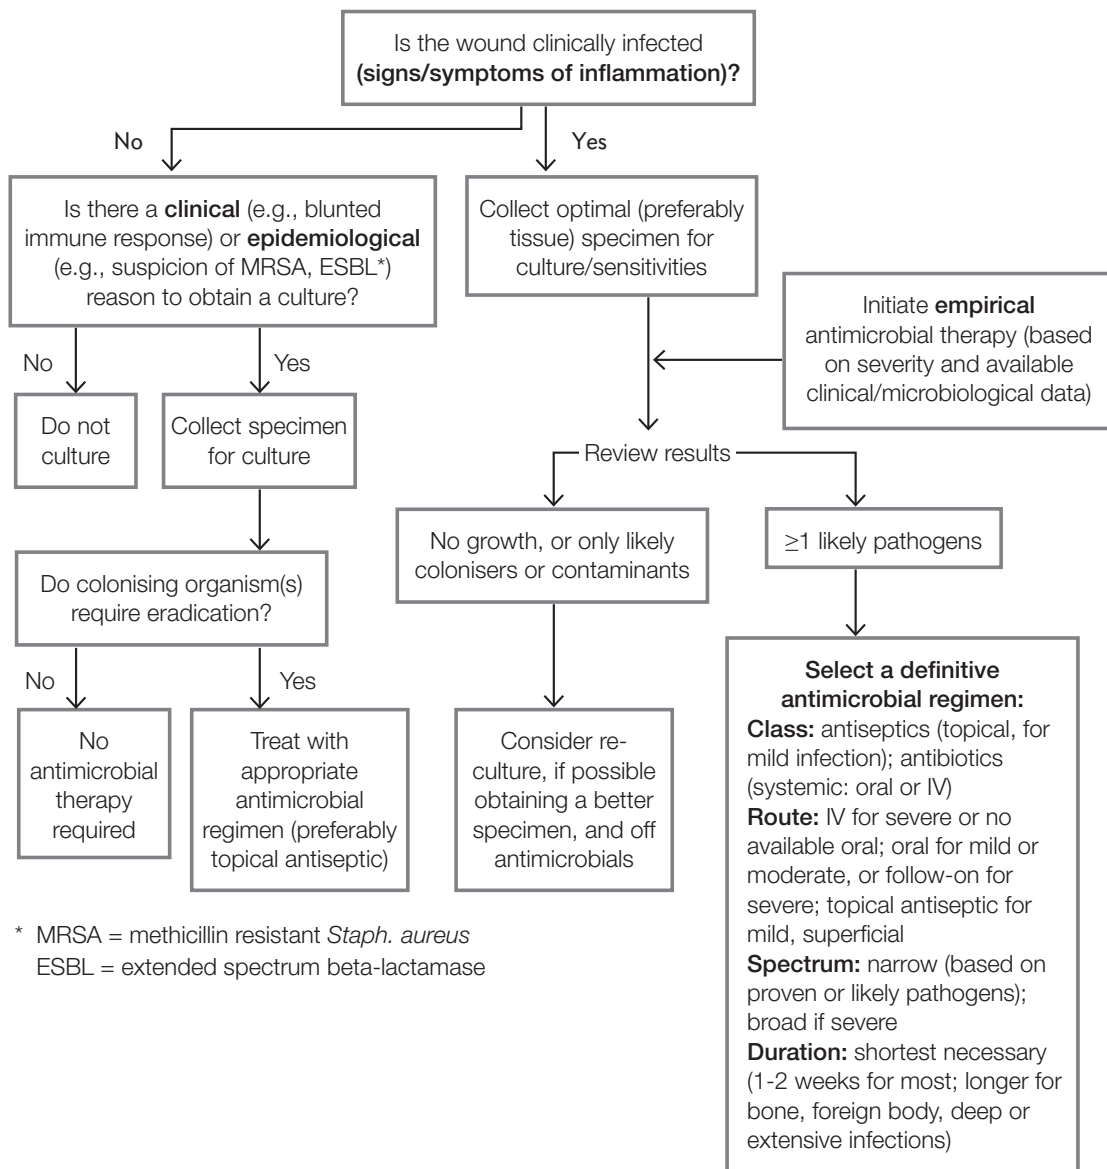 Is the wound clinically infected
(signs/symptoms of inflammation)?
No
Yes
Is there a clinical (e.g., blunted
immune response) or epidemiological
(e.g., suspicion of MRSA, ESBL*)
reason to obtain a culture?
Collect optimal (preferably
tissue) specimen for
culture/sensitivities
Initiate empirical
antimicrobial therapy (based
on severity and available
clinical/microbiological data)
No
Yes
Do not
culture
Collect specimen
for culture
Review results
No growth, or only likely
colonisers or contaminants
≥1 likely pathogens
Do colonising organism(s)
require eradication?
No
Yes
No
antimicrobial
therapy
required
Treat with
appropriate
antimicrobial
regimen (preferably
topical antiseptic)
Consider re-
culture, if possible
obtaining a better
specimen, and off
antimicrobials
Select a definitive
antimicrobial regimen:
Class: antiseptics (topical, for
mild infection); antibiotics
(systemic: oral or IV)
Route: IV for severe or no
available oral; oral for mild or
moderate, or follow-on for
severe; topical antiseptic for
mild, superficial
Spectrum: narrow (based on
proven or likely pathogens);
broad if severe
Duration: shortest necessary
(1-2 weeks for most; longer for
bone, foreign body, deep or
extensive infections)
* MRSA = methicillin resistant Staph. aureus
ESBL = extended spectrum beta-lactamase